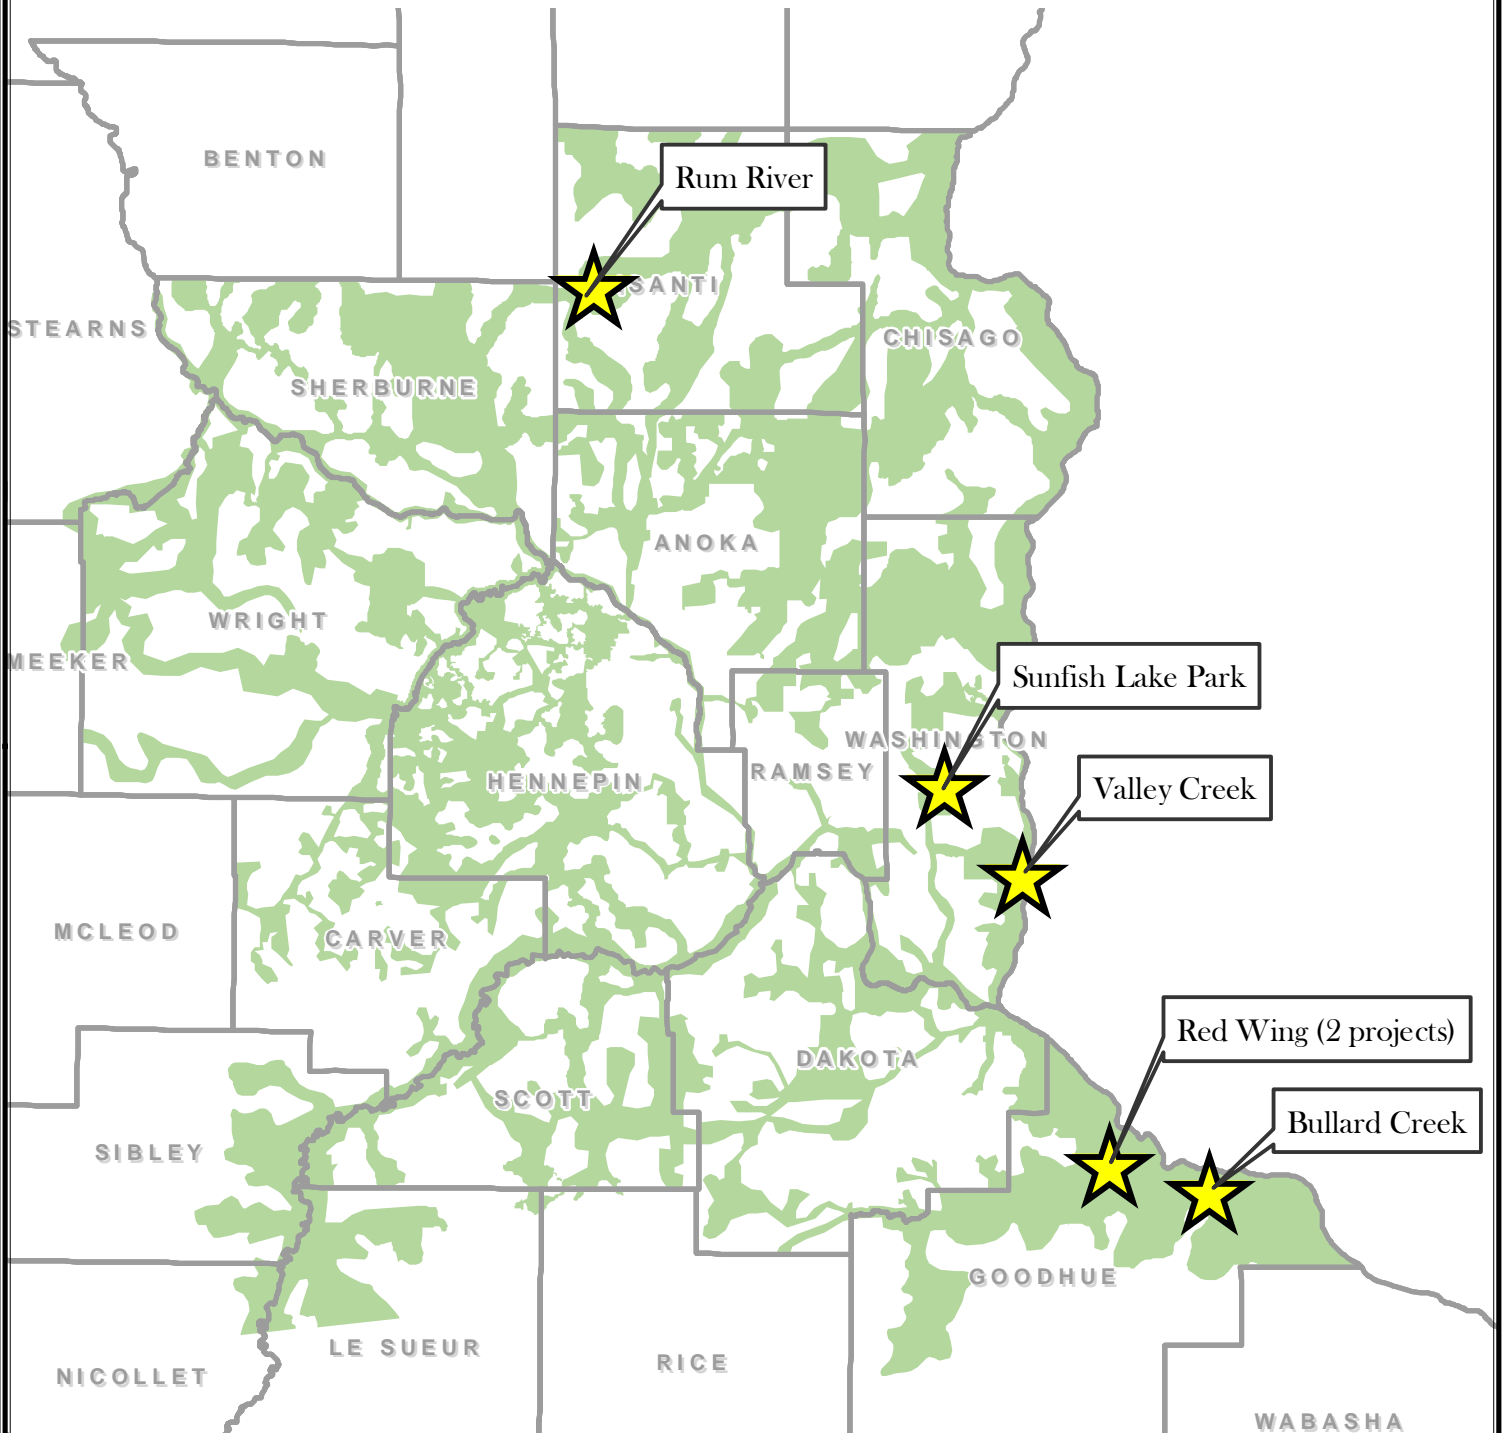 BENTON
Rum River
SANTI
STEARNS
CHISAGO
SHERBURNE
ANOKA
WRIGHT
MEEKER
Sunfish Lake Park
WASHINGTON
RAMSEY
HENNEPIN
Valley Creek
MCLEOD
CARVER
Red Wing (2 projects)
DAKOTA
SCOTT
Bullard Creek
SIBLEY
GOODHUE
LE SUEUR
RICE
NICOLLET
WABASHA